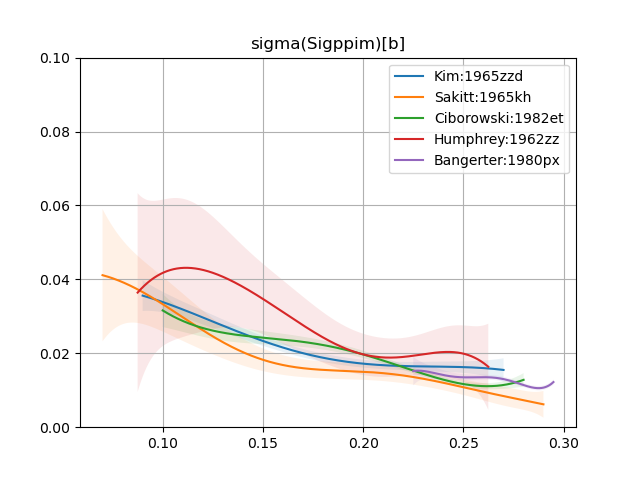 sigma(Sigppim)[b]
0.10
0.08
0.06
0.04
0.02
0.00
Kim:1965zzd
Sakitt:1965kh
Ciborowski:1982et
Humphrey:1962zz
Bangerter:1980px
0.10 0.15 0.20 0.25 0.30